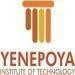 YENEPOYA
INSTITUTE OF TECHNOLOGY